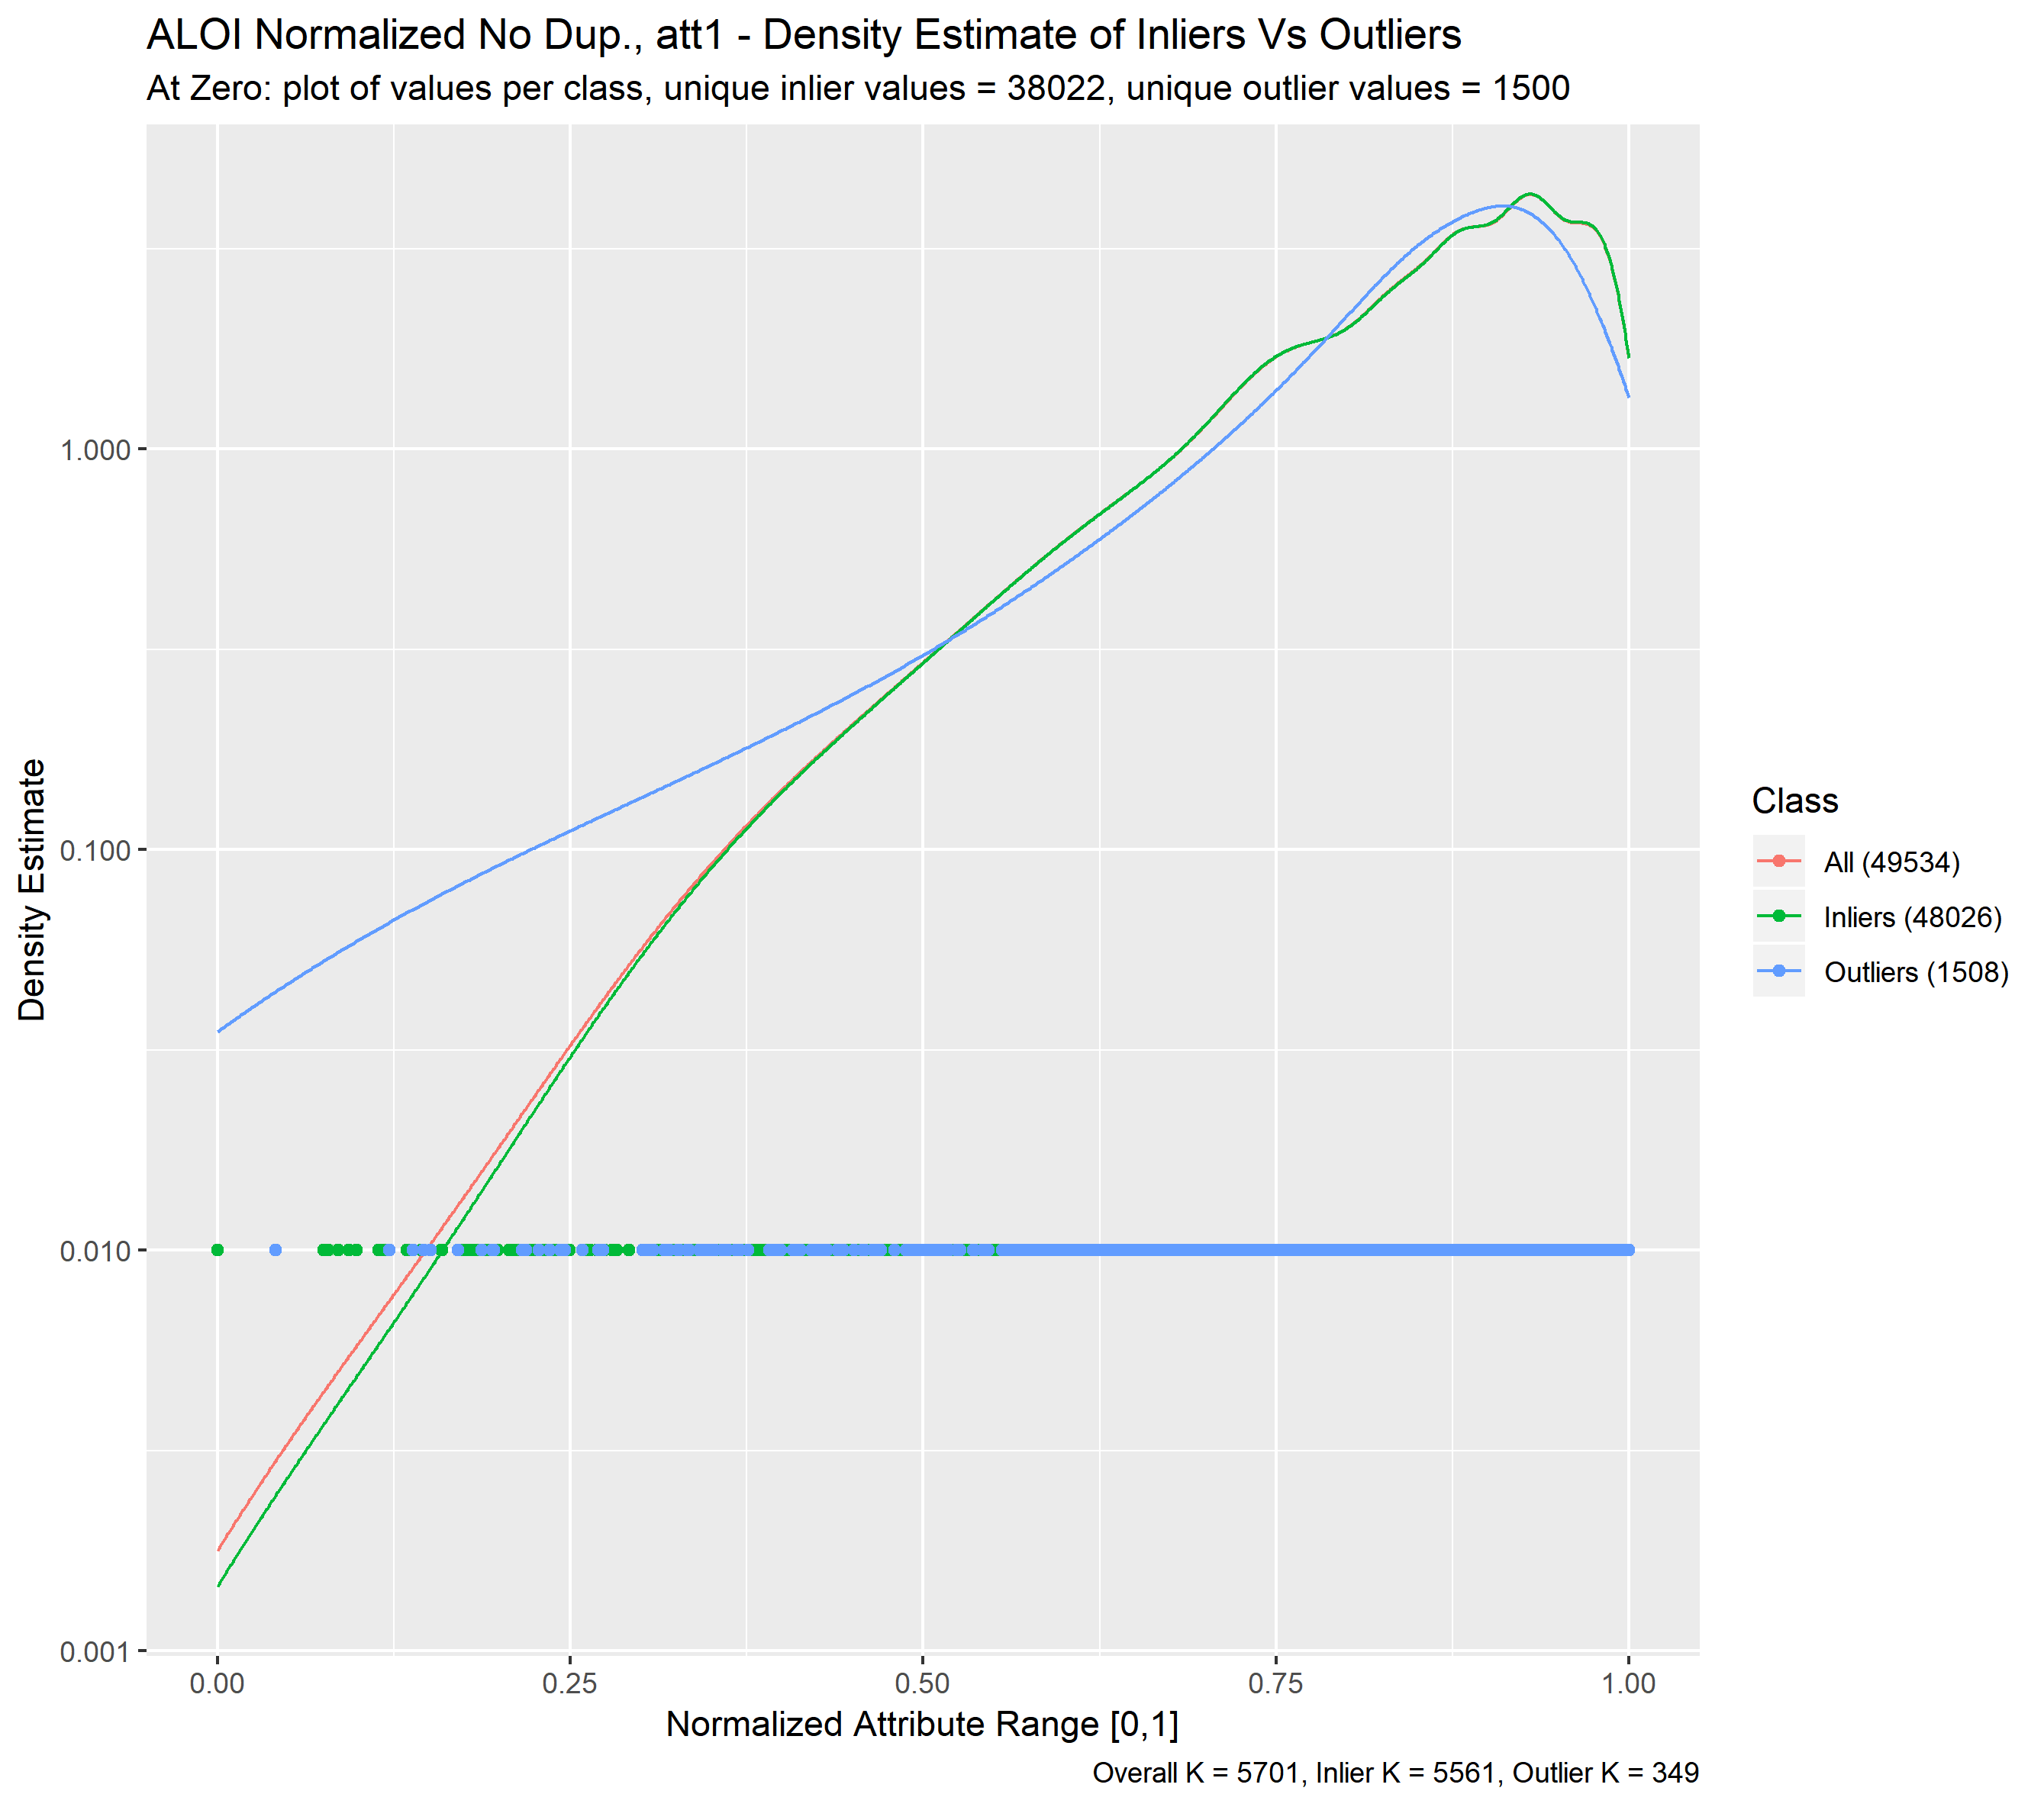 ALOI Normalized No Dup., att1 - Density Estimate of Inliers Vs Outliers
At Zero: plot of values per class, unique inlier values = 38022, unique outlier values = 1500
Density Estimate
1.000
0.100
0.010
0.001
0.00
0.25
0.50
0.75
1.00
Normalized Attribute Range [0,1]
Class
All (49534)
Inliers (48026)
Outliers (1508)
Overall K = 5701, Inlier K = 5561, Outlier K = 349